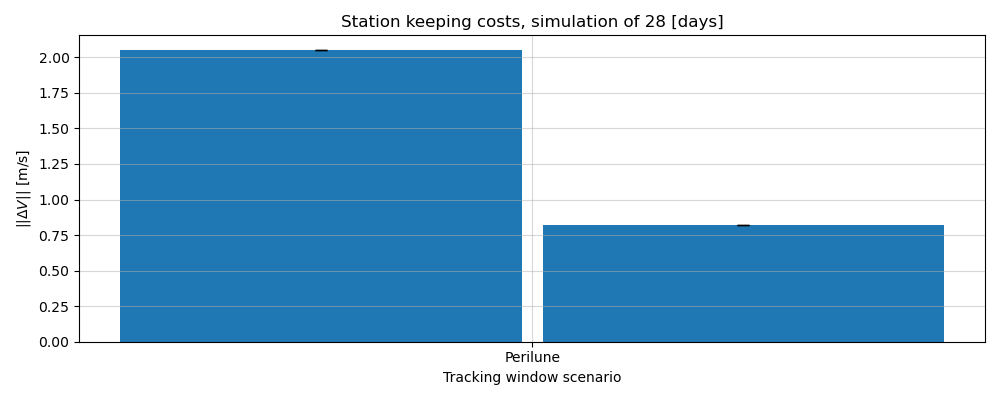 Station keeping costs, simulation of 28 [days]
||ΔV|| [m/s]
2.00
1.75
1.50
1.25
1.00
0.75
0.50
0.25
0.00
Perilune
Tracking window scenario